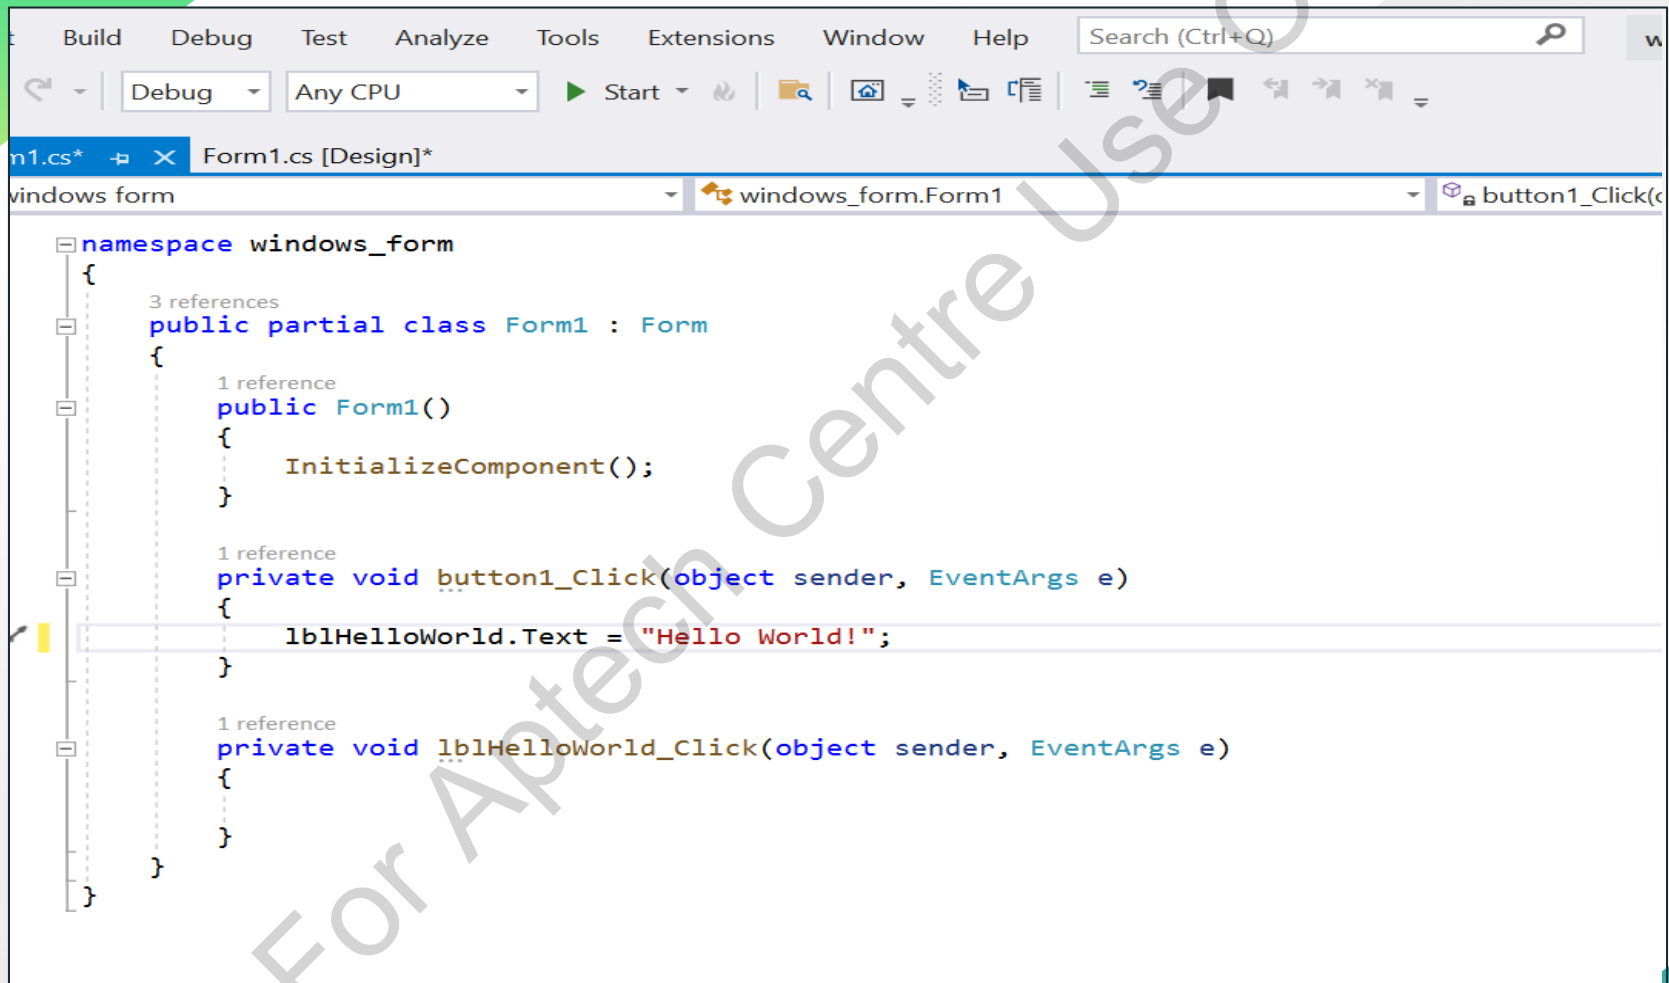 Build Debug Test Analyze Tools Extensions Window Help Search (Ctrl+Q)
Debug Any CPU Start
m1.cs* Form1.cs [Design]*
windows form windows_form.Form1 button1_Click(
namespace windows_form
{
3 references
public partial class Form1 : Form
{
1 reference
public Form1()
{
InitializeComponent();
}
1 reference
private void button1_Click(object sender, EventArgs e)
{
lblHelloWorld.Text = "Hello World!";
}
1 reference
private void lblHelloWorld_Click(object sender, EventArgs e)
{
}
}
}
For Aptech Centre Use O